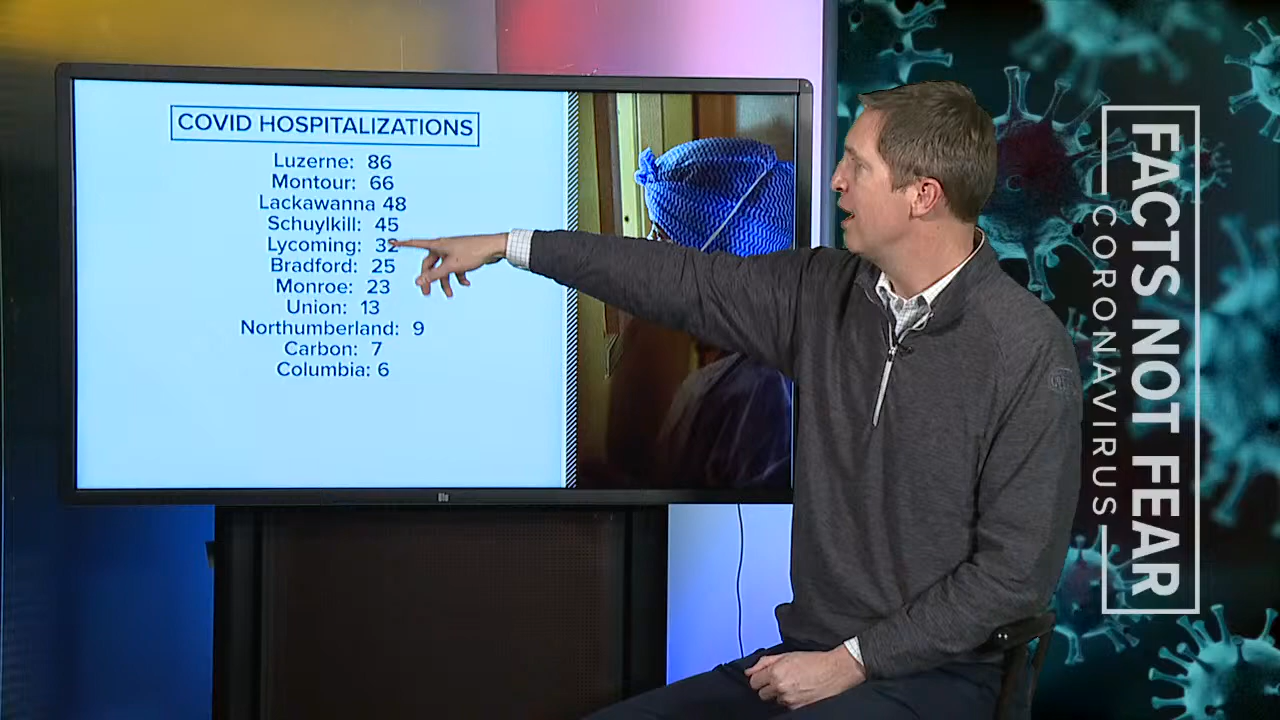 COVID HOSPITALIZATIONS
Luzerne: 86
Montour: 66
Lackawanna 48
Schuylkill: 45
Lycoming: 32
Bradford: 25
Monroe: 23
Union: 13
Northumberland: 9
Carbon: 7
Columbia: 6
FACTS NOT FEAR
CORONAVIRUS